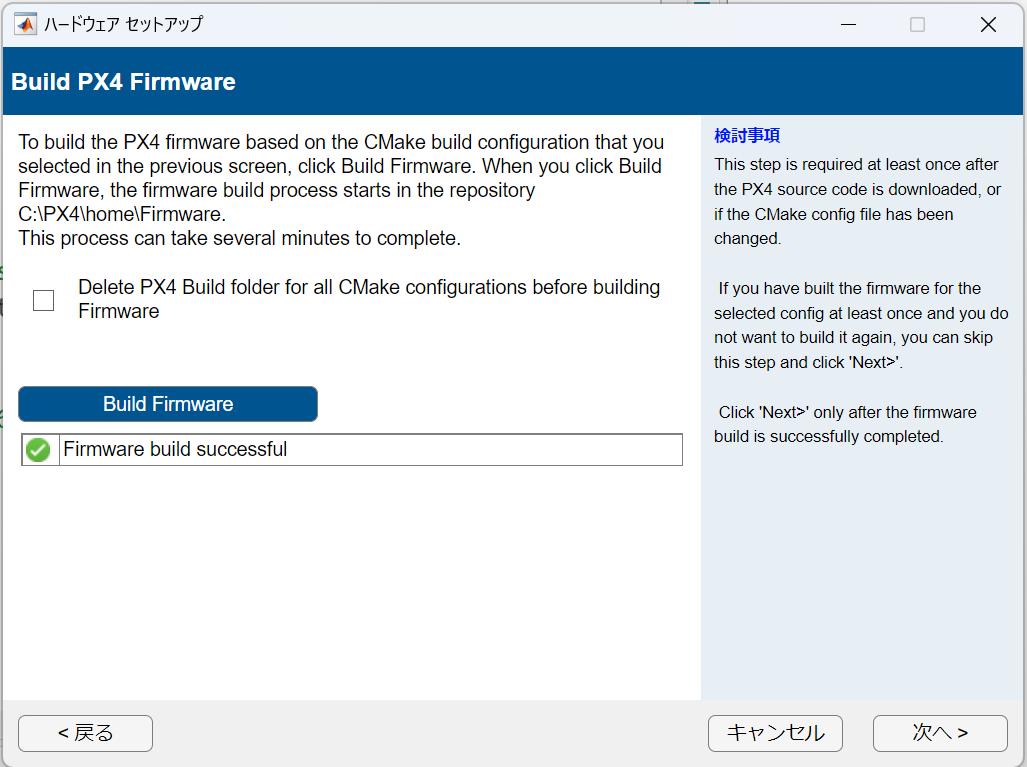 ハードウェア セットアップ
Build PX4 Firmware
To build the PX4 firmware based on the CMake build configuration that you
selected in the previous screen, click Build Firmware. When you click Build
Firmware, the firmware build process starts in the repository
C:\PX4\home\Firmware.
This process can take several minutes to complete.
Delete PX4 Build folder for all CMake configurations before building
Firmware
Build Firmware
Firmware build successful
検討事項
This step is required at least once after
the PX4 source code is downloaded, or
if the CMake config file has been
changed.
If you have built the firmware for the
selected config at least once and you do
not want to build it again, you can skip
this step and click 'Next>'.
Click 'Next>' only after the firmware
build is successfully completed.
< 戻る
キャンセル
次へ >